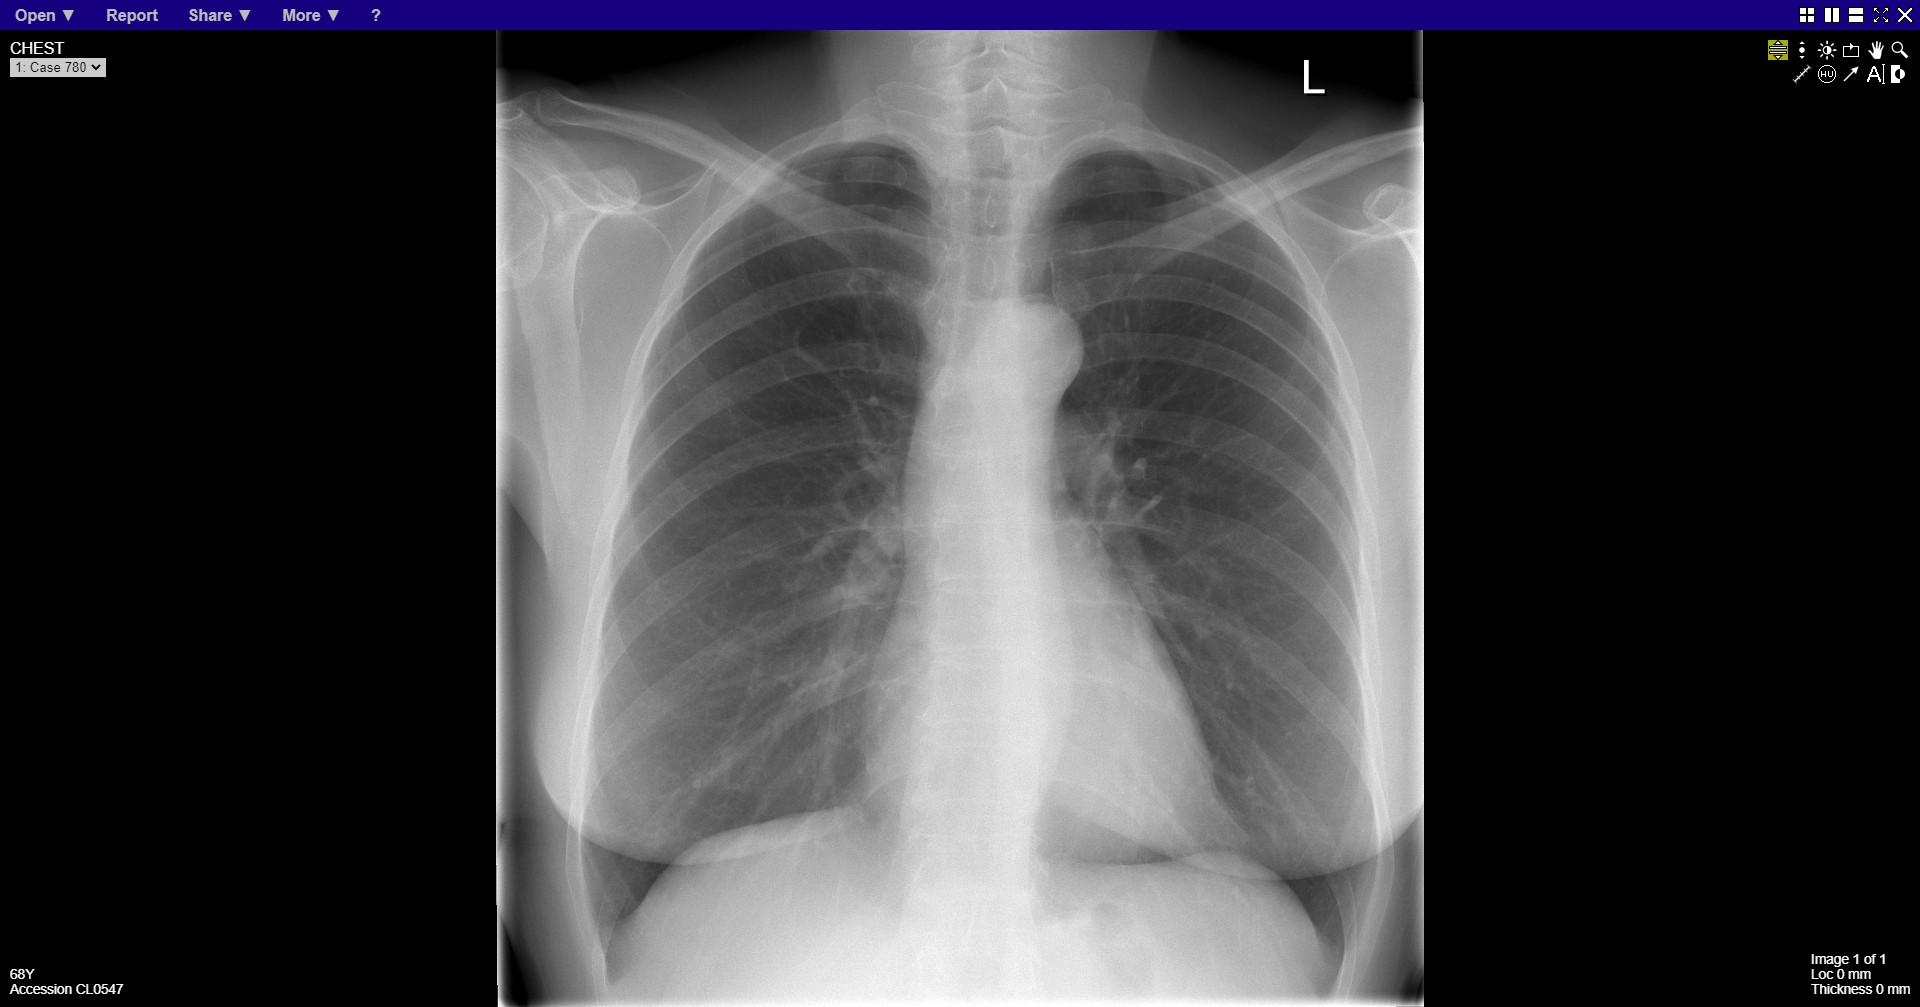 Open ▼ Report Share ▼ More ▼ ?
CHEST
1: Case 780
L
HU
A
68Y
Accession CL0547
Image 1 of 1
Loc 0 mm
Thickness 0 mm